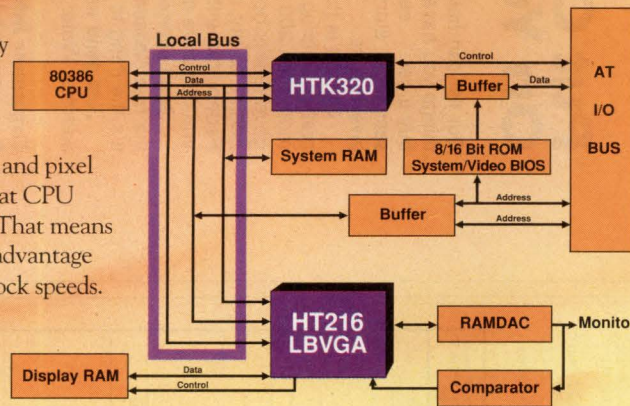 and pixel
at CPU
That means
advantage
ock speeds.
Local Bus
80386
CPU
Control
Data
Address
HTK320
Control
Buffer
Data
AT
I/O
BUS
System RAM
8/16 Bit ROM
System/Video BIOS
Buffer
Address
Address
HT216
LBVGA
RAMDAC
Monito
Comparator
Display RAM
Data
Control